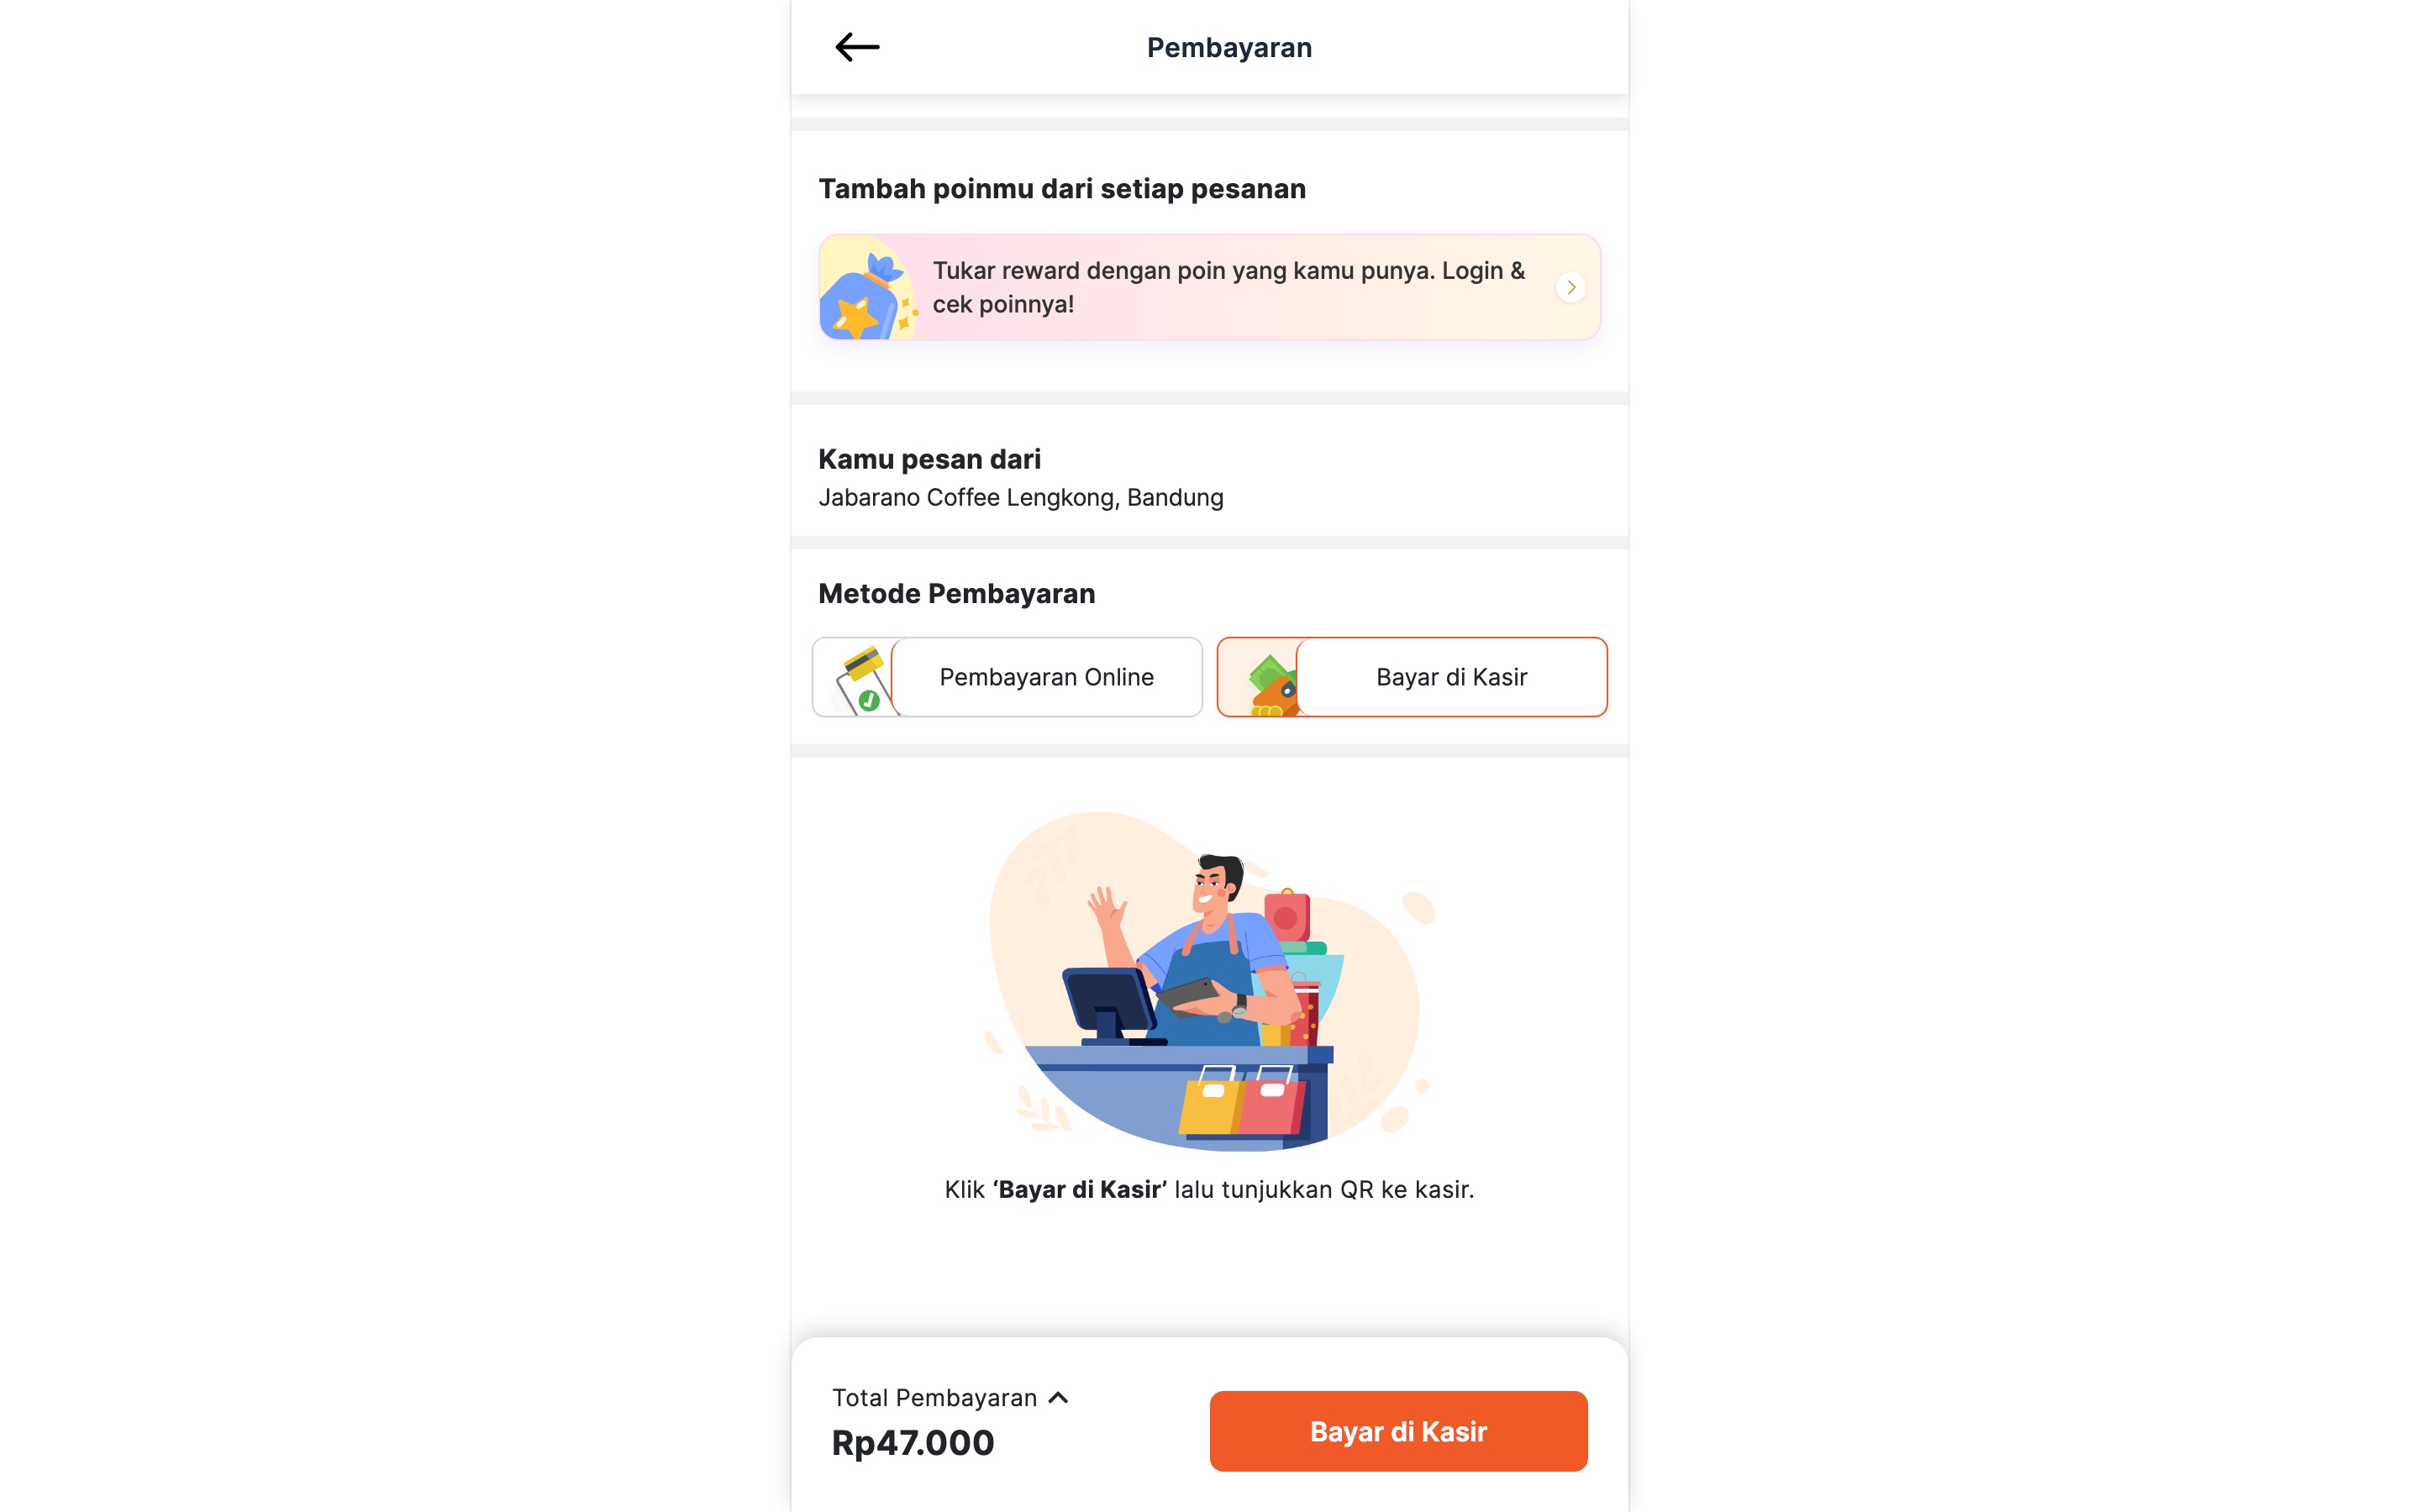 Pembayaran
Tambah poinmu dari setiap pesanan
Tukar reward dengan poin yang kamu punya. Login &
cek poinnya!
Kamu pesan dari
Jabarano Coffee Lengkong, Bandung
Metode Pembayaran
Pembayaran Online
Bayar di Kasir
Klik ‘Bayar di Kasir’ lalu tunjukkan QR ke kasir.
Total Pembayaran
Rp47.000
Bayar di Kasir